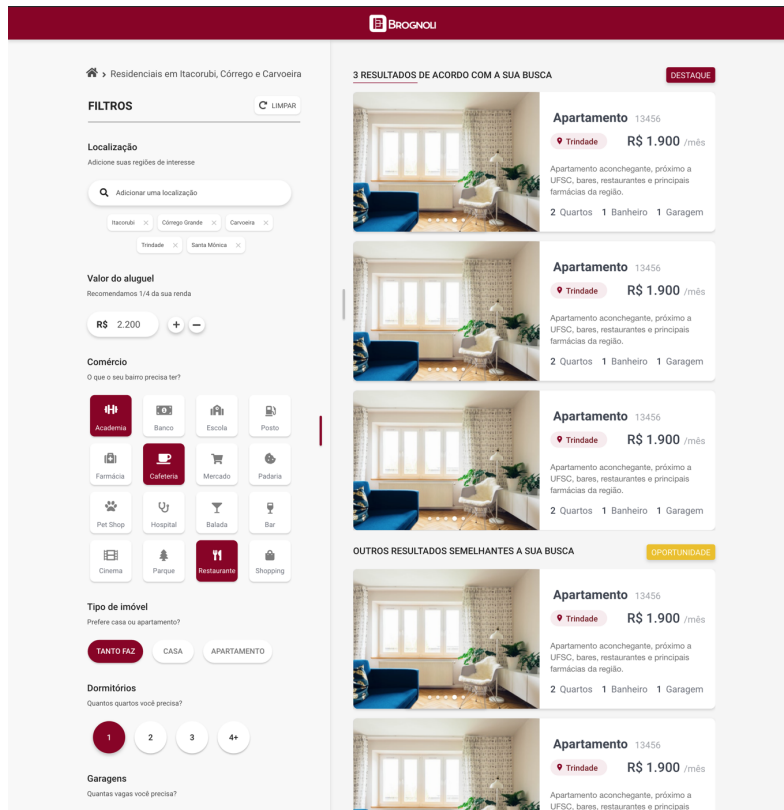 BROGNOLI
Residenciais em Itacorubi, Córrego e Carvoeira
FILTROS
LIMPAR
Localização
Adicione suas regiões de interesse
Adicionar uma localização
Itacorubi
Córrego Grande
Carvoeira
Trindade
Santa Mônica
Valor do aluguel
Recomendamos 1/4 da sua renda
R$ 2.200
Comércio
O que o seu bairro precisa ter?
Academia
Banco
Escola
Posto
Farmácia
Cafeteria
Mercado
Padaria
Pet Shop
Hospital
Balada
Bar
Cinema
Parque
Restaurante
Shopping
Tipo de imóvel
Prefere casa ou apartamento?
TANTO FAZ
CASA
APARTAMENTO
Dormitórios
Quantos quartos você precisa?
1
2
3
4+
Garagens
Quantas vagas você precisa?
3 RESULTADOS DE ACORDO COM A SUA BUSCA
DESTAQUE
Apartamento 13456
Trindade R$ 1.900 /mês
Apartamento aconchegante, próximo a
UFSC, bares, restaurantes e principais
farmácias da região.
2 Quartos 1 Banheiro 1 Garagem
Apartamento 13456
Trindade R$ 1.900 /mês
Apartamento aconchegante, próximo a
UFSC, bares, restaurantes e principais
farmácias da região.
2 Quartos 1 Banheiro 1 Garagem
Apartamento 13456
Trindade R$ 1.900 /mês
Apartamento aconchegante, próximo a
UFSC, bares, restaurantes e principais
farmácias da região.
2 Quartos 1 Banheiro 1 Garagem
OUTROS RESULTADOS SEMELHANTES A SUA BUSCA
OPORTUNIDADE
Apartamento 13456
Trindade R$ 1.900 /mês
Apartamento aconchegante, próximo a
UFSC, bares, restaurantes e principais
farmácias da região.
2 Quartos 1 Banheiro 1 Garagem
Apartamento 13456
Trindade R$ 1.900 /mês
Apartamento aconchegante, próximo a
UFSC, bares, restaurantes e principais